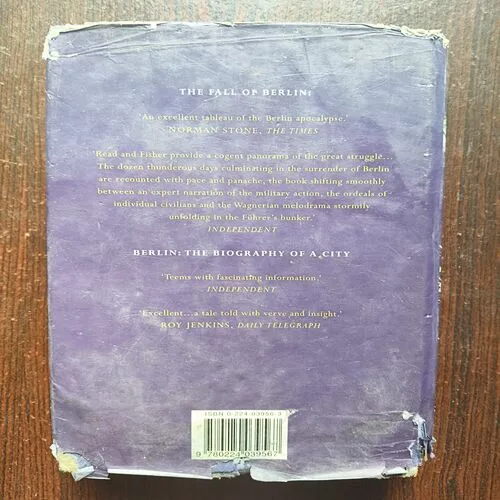 THE FALL OF BERLIN:
'An excellent tableau of the Berlin apocalypse.'
NORMAN STONE, THE TIMES
'Read and Fisher provide a cogent panorama of the great struggle...
The dozen thunderous days culminating in the surrender of Berlin
are recounted with pace and panache, the book shifting smoothly
between an expert narration of the military action, the ordeals of
individual civilians and the Wagnerian melodrama stormily
unfolding in the Führer's bunker.'
INDEPENDENT
BERLIN: THE BIOGRAPHY OF A CITY
'Teems with fascinating information.'
INDEPENDENT
'Excellent...a tale told with verve and insight.'
ROY JENKINS, DAILY TELEGRAPH
ISBN 0-224-03956-3
9 780224 039567